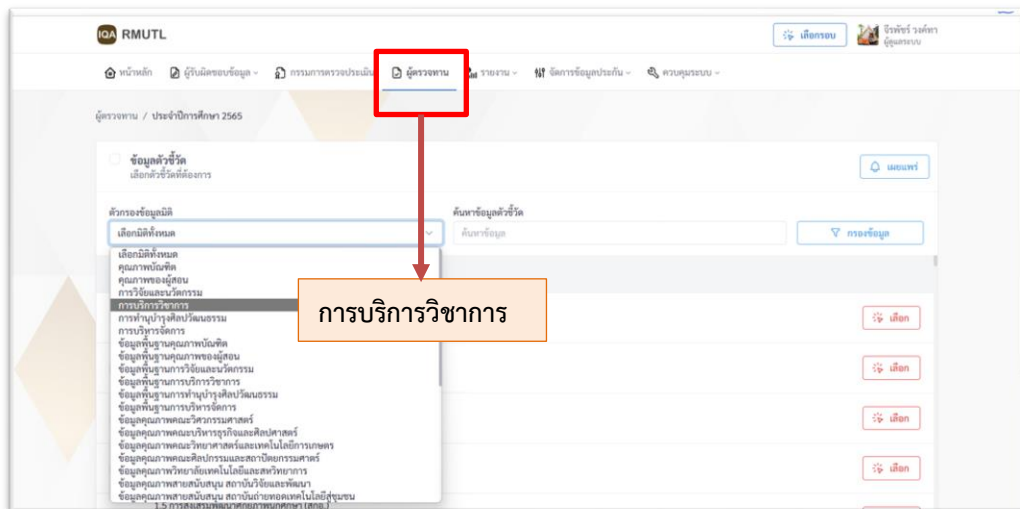 IQA RMUTL
เลือกรอบ
จิรพัชร์ วงค์ทา
ผู้ดูแลระบบ
หน้าหลัก ผู้รับผิดชอบข้อมูล กรรมการตรวจประเมิน ผู้ตรวจทาน รายงาน จัดการข้อมูลประกัน ควบคุมระบบ
ผู้ตรวจทาน / ประจำปีการศึกษา 2565
ข้อมูลตัวชี้วัด
เลือกตัวชี้วัดที่ต้องการ
เผยแพร่
ตัวกรองข้อมูลมิติ
ค้นหาข้อมูลตัวชี้วัด
เลือกมิติทั้งหมด
ค้นหาข้อมูล
กรองข้อมูล
เลือกมิติทั้งหมด
คุณภาพบัณฑิต
คุณภาพของผู้สอน
การวิจัยและนวัตกรรม
การบริการวิชาการ
การทำนุบำรุงศิลปวัฒนธรรม
การบริหารจัดการ
ข้อมูลพื้นฐานคุณภาพบัณฑิต
ข้อมูลพื้นฐานคุณภาพของผู้สอน
ข้อมูลพื้นฐานการวิจัยและนวัตกรรม
ข้อมูลพื้นฐานการบริการวิชาการ
ข้อมูลพื้นฐานการทำนุบำรุงศิลปวัฒนธรรม
ข้อมูลพื้นฐานการบริหารจัดการ
ข้อมูลคุณภาพคณะวิศวกรรมศาสตร์
ข้อมูลคุณภาพคณะบริหารธุรกิจและศิลปศาสตร์
ข้อมูลคุณภาพคณะวิทยาศาสตร์และเทคโนโลยีการเกษตร
ข้อมูลคุณภาพคณะศิลปกรรมและสถาปัตยกรรมศาสตร์
ข้อมูลคุณภาพวิทยาลัยเทคโนโลยีและสหวิทยาการ
ข้อมูลคุณภาพสายสนับสนุน สถาบันวิจัยและพัฒนา
ข้อมูลคุณภาพสายสนับสนุน สถาบันถ่ายทอดเทคโนโลยีสู่ชุมชน
1.5 การส่งเสริมพัฒนาศักยภาพนักศึกษา (สกอ.)
การบริการวิชาการ
เลือก
เลือก
เลือก
เลือก